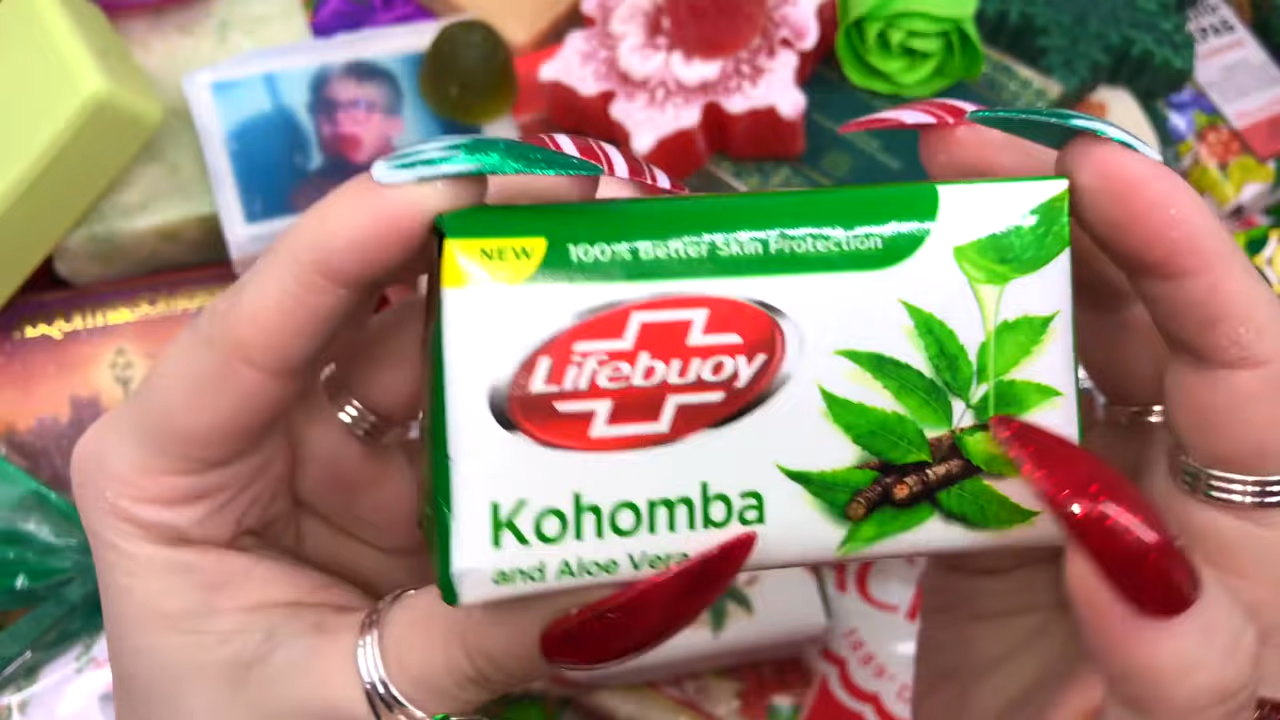 NEW
100% Better Skin Protection
Lifebuoy
Kohomba
and Aloe Vera